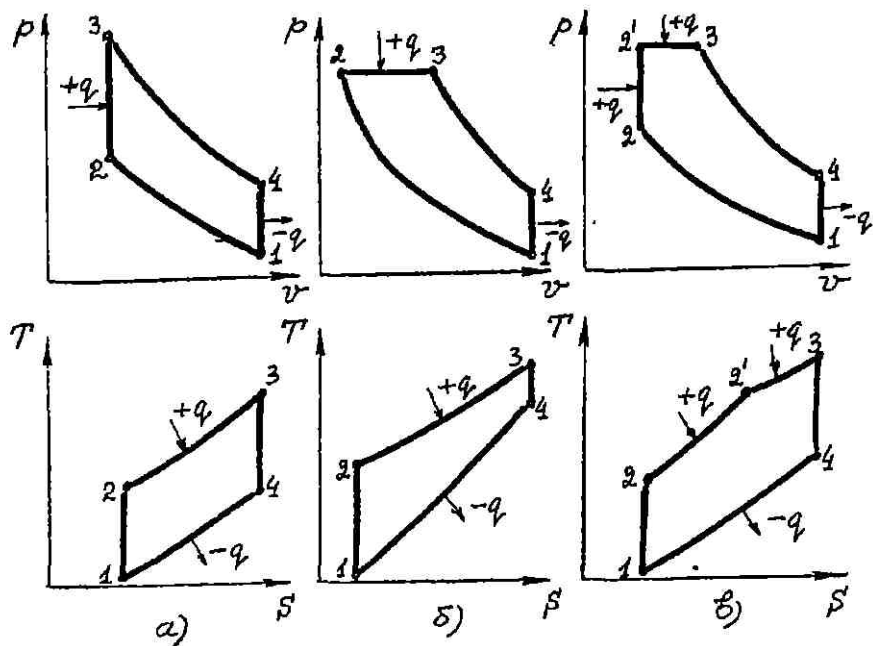 p 3 +q 2 4 1 -q v
p 2 +q 3 4 1 -q v
p 2' +q 3 +q 2 4 1 -q v
T 3 +q 2 4 1 -q S
T 3 +q 4 2 -q 1 S
T 3 +q 2' +q 2 4 1 -q S
а) б) в)